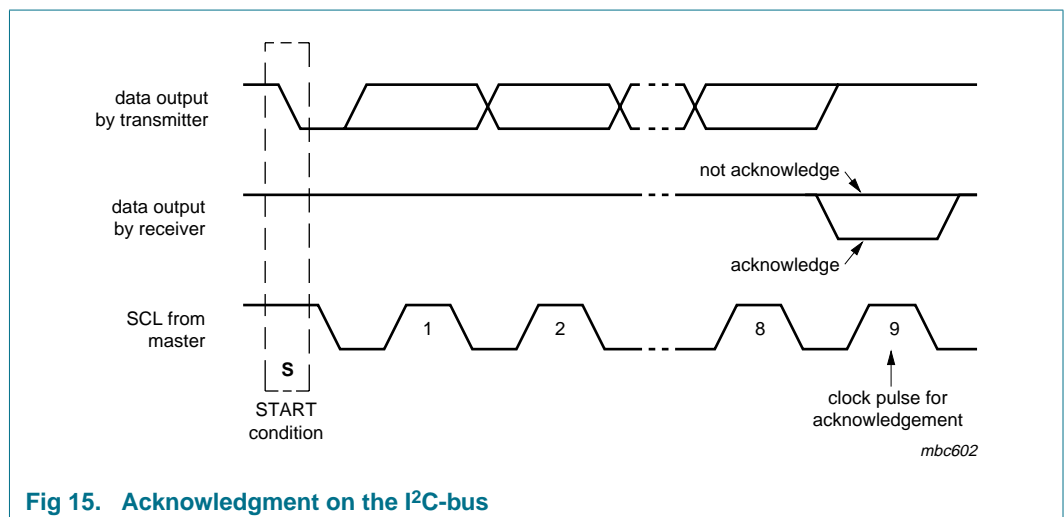 data output
by transmitter
not acknowledge
data output
by receiver
acknowledge
SCL from
master
1
2
8
9
S
START
condition
clock pulse for
acknowledgement
mbc602
Fig 15. Acknowledgment on the I²C-bus